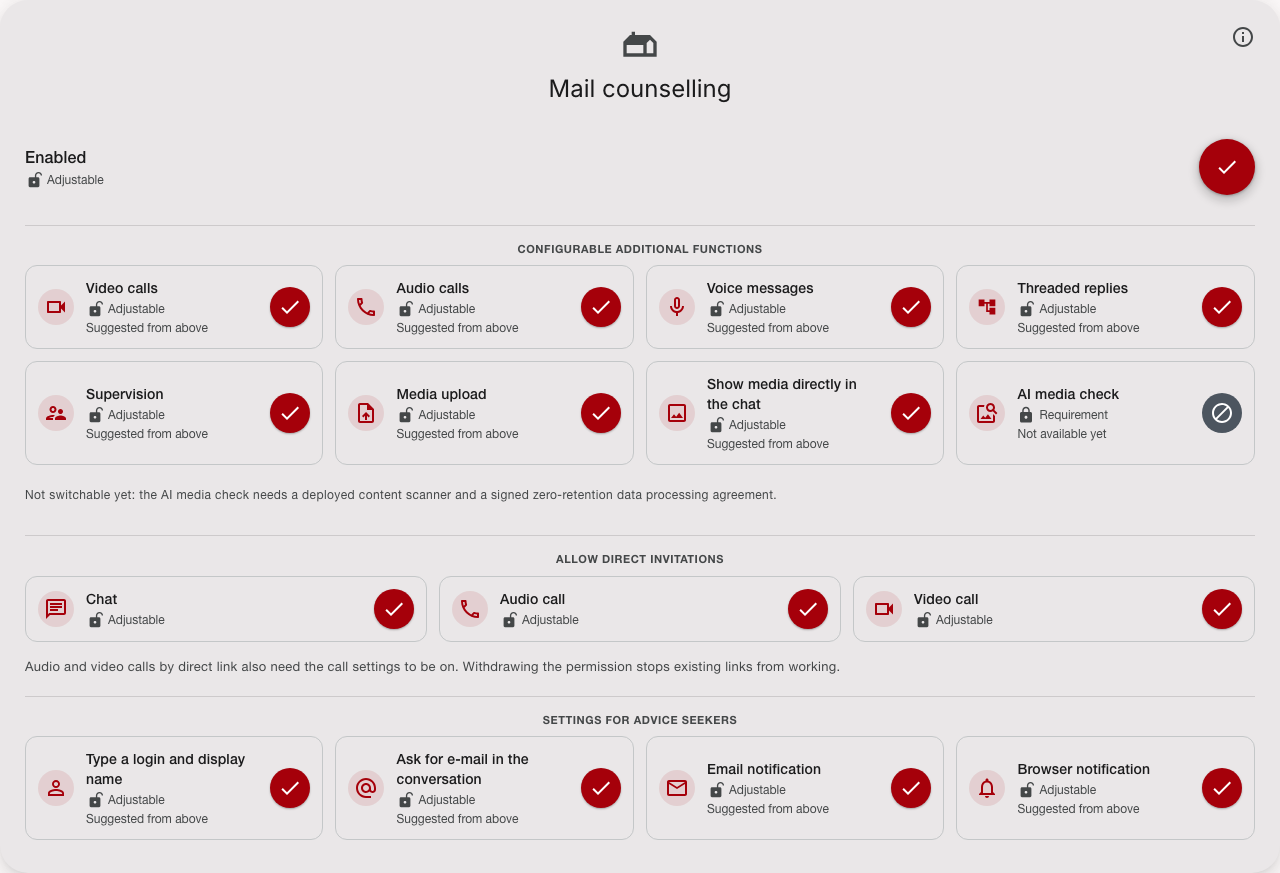 Mail counselling
Enabled
Adjustable
CONFIGURABLE ADDITIONAL FUNCTIONS
Video calls
Adjustable
Suggested from above
Audio calls
Adjustable
Suggested from above
Voice messages
Adjustable
Suggested from above
Threaded replies
Adjustable
Suggested from above
Supervision
Adjustable
Suggested from above
Media upload
Adjustable
Suggested from above
Show media directly in
the chat
Adjustable
Suggested from above
AI media check
Requirement
Not available yet
Not switchable yet: the AI media check needs a deployed content scanner and a signed zero-retention data processing agreement.
ALLOW DIRECT INVITATIONS
Chat
Adjustable
Audio call
Adjustable
Video call
Adjustable
Audio and video calls by direct link also need the call settings to be on. Withdrawing the permission stops existing links from working.
SETTINGS FOR ADVICE SEEKERS
Type a login and display
name
Adjustable
Suggested from above
Ask for e-mail in the
conversation
Adjustable
Suggested from above
Email notification
Adjustable
Suggested from above
Browser notification
Adjustable
Suggested from above